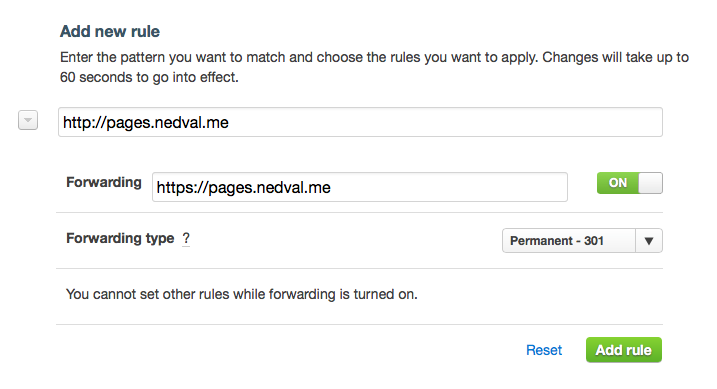 Add new rule
Enter the pattern you want to match and choose the rules you want to apply. Changes will take up to
60 seconds to go into effect.
http://pages.nedval.me
Forwarding https://pages.nedval.me ON
Forwarding type ? Permanent - 301
You cannot set other rules while forwarding is turned on.
Reset Add rule